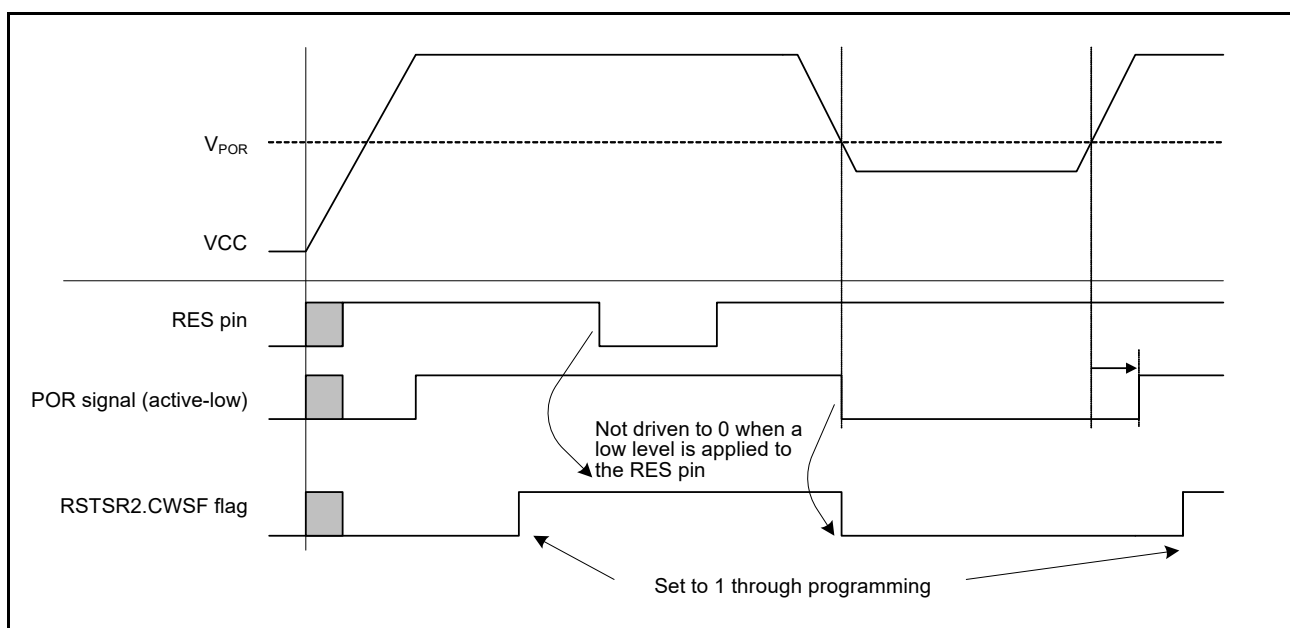 V_POR
VCC
RES pin
POR signal (active-low)
Not driven to 0 when a
low level is applied to
the RES pin
RSTSR2.CWSF flag
Set to 1 through programming